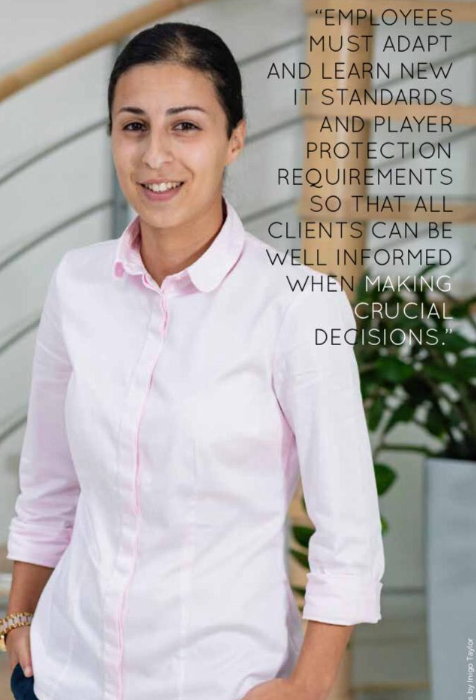 “EMPLOYEES
MUST ADAPT
AND LEARN NEW
IT STANDARDS
AND PLAYER
PROTECTION
REQUIREMENTS
SO THAT ALL
CLIENTS CAN BE
WELL INFORMED
WHEN MAKING
CRUCIAL
DECISIONS.”
by Inigo Taylor